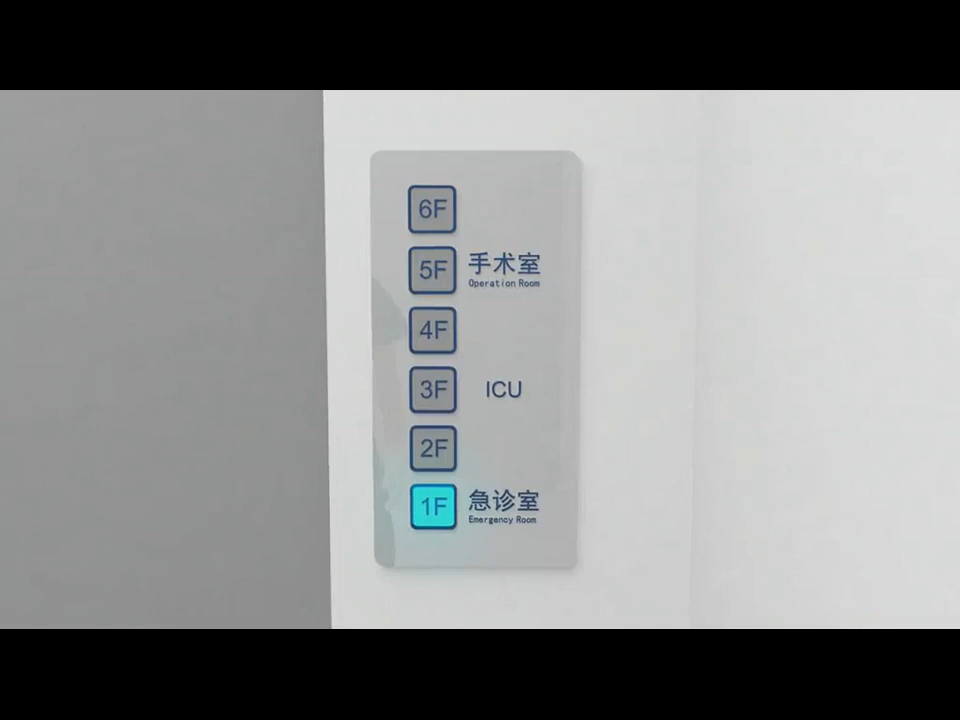 6F
5F 手术室
Operation Room
4F
3F ICU
2F
1F 急诊室
Emergency Room